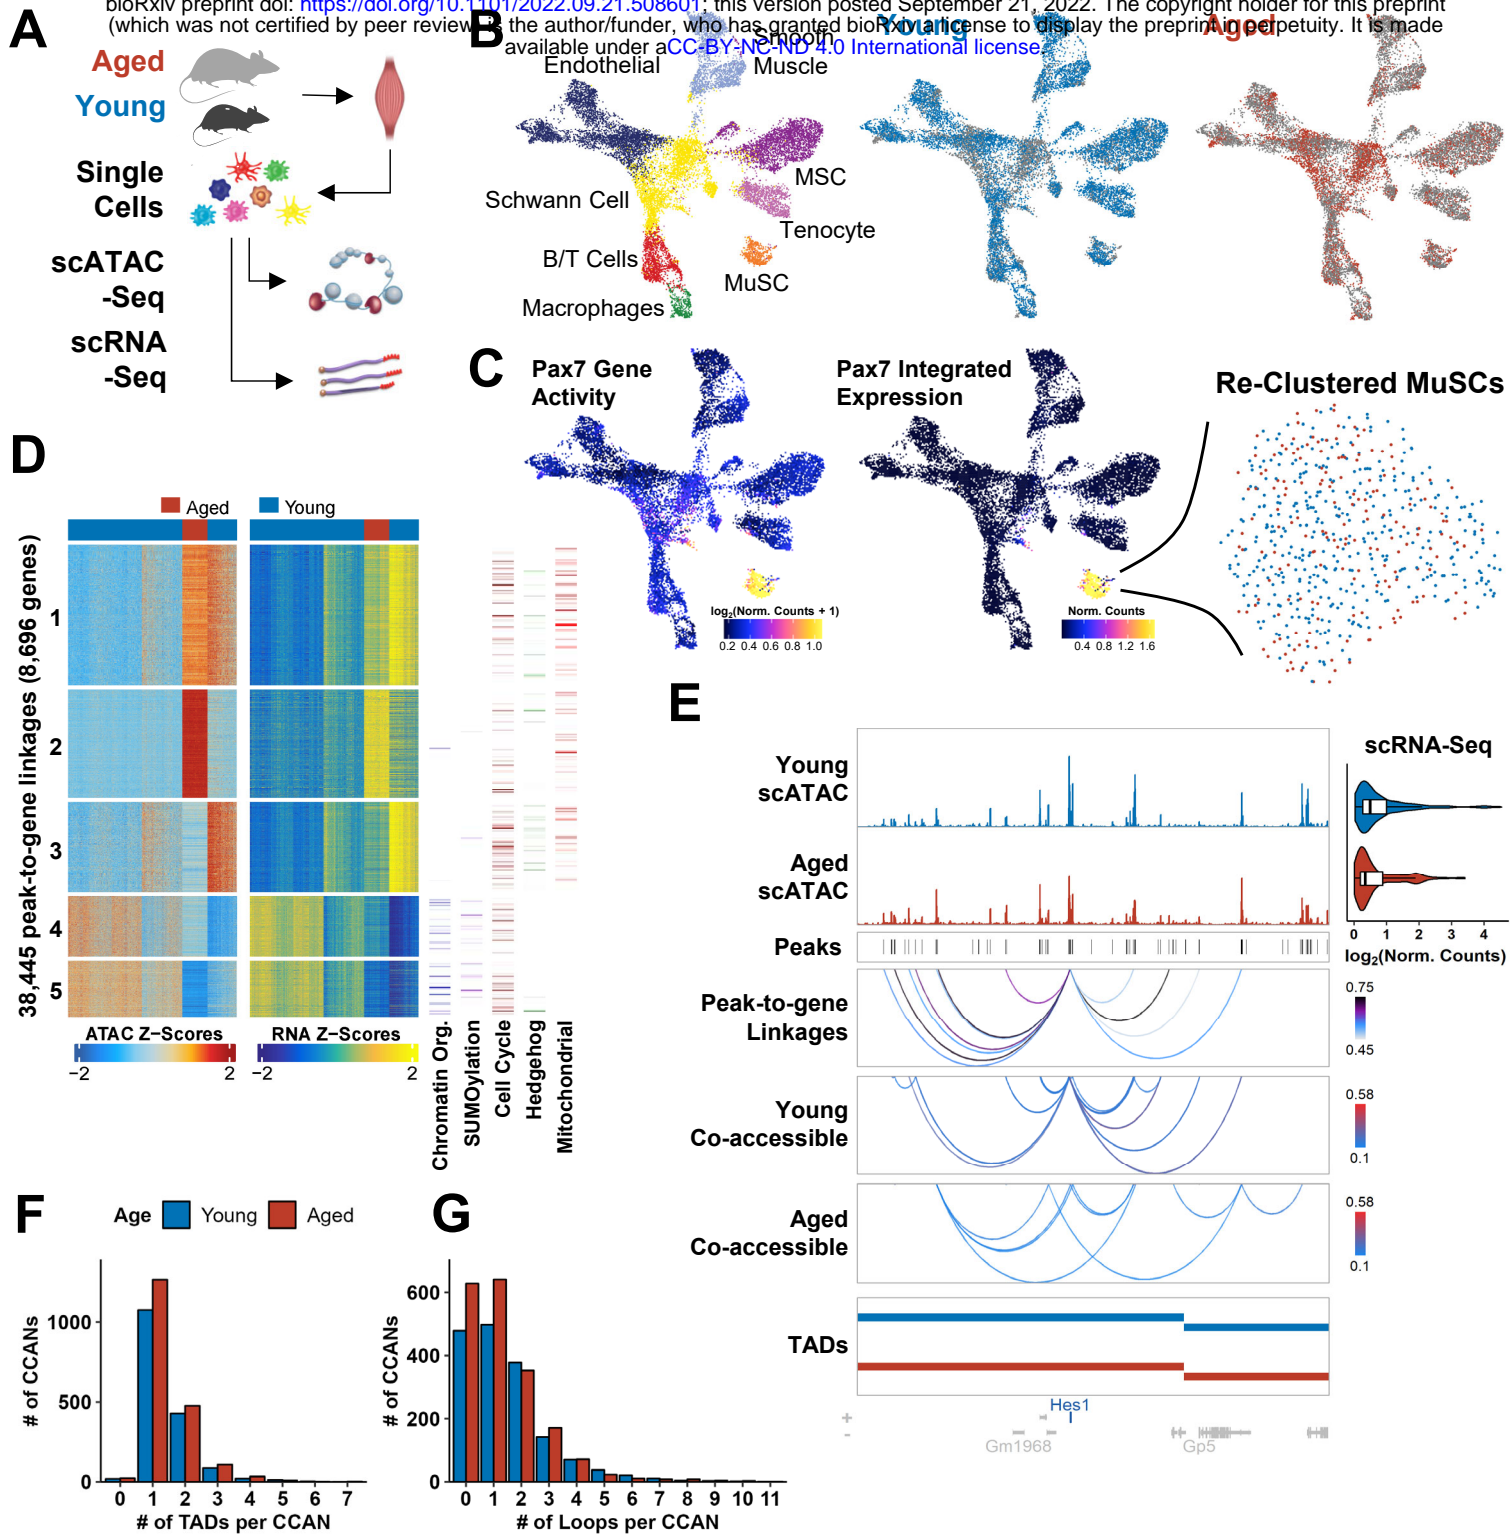 bioRxiv preprint doi: https://doi.org/10.1101/2022.09.21.508601; this version posted September 21, 2022. The copyright holder for this preprint
(which was not certified by peer review) is the author/funder, who has granted bioRxiv a license to display the preprint in perpetuity. It is made
available under aCC-BY-NC-ND 4.0 International license.
A
Aged
Young
Single
Cells
scATAC
-Seq
scRNA
-Seq
B
Endothelial
Smooth
Muscle
Schwann Cell
MSC
Tenocyte
B/T Cells
MuSC
Macrophages
Young
Aged
C
Pax7 Gene
Activity
log2(Norm. Counts + 1)
0.2 0.4 0.6 0.8 1.0
Pax7 Integrated
Expression
Norm. Counts
0.4 0.8 1.2 1.6
Re-Clustered MuSCs
D
Aged
Young
38,445 peak-to-gene linkages (8,696 genes)
1
2
3
4
5
ATAC Z−Scores
−2
2
RNA Z−Scores
−2
2
Chromatin Org.
SUMOylation
Cell Cycle
Hedgehog
Mitochondrial
E
Young
scATAC
Aged
scATAC
Peaks
Peak-to-gene
Linkages
Young
Co-accessible
Aged
Co-accessible
TADs
scRNA-Seq
0 1 2 3 4
log2(Norm. Counts)
0.75
0.45
0.58
0.1
0.58
0.1
Hes1
+
-
Gm1968
Gp5
F
Age
Young
Aged
# of CCANs
1000
500
0
0 1 2 3 4 5 6 7
# of TADs per CCAN
G
# of CCANs
600
400
200
0
0 1 2 3 4 5 6 7 8 9 10 11
# of Loops per CCAN